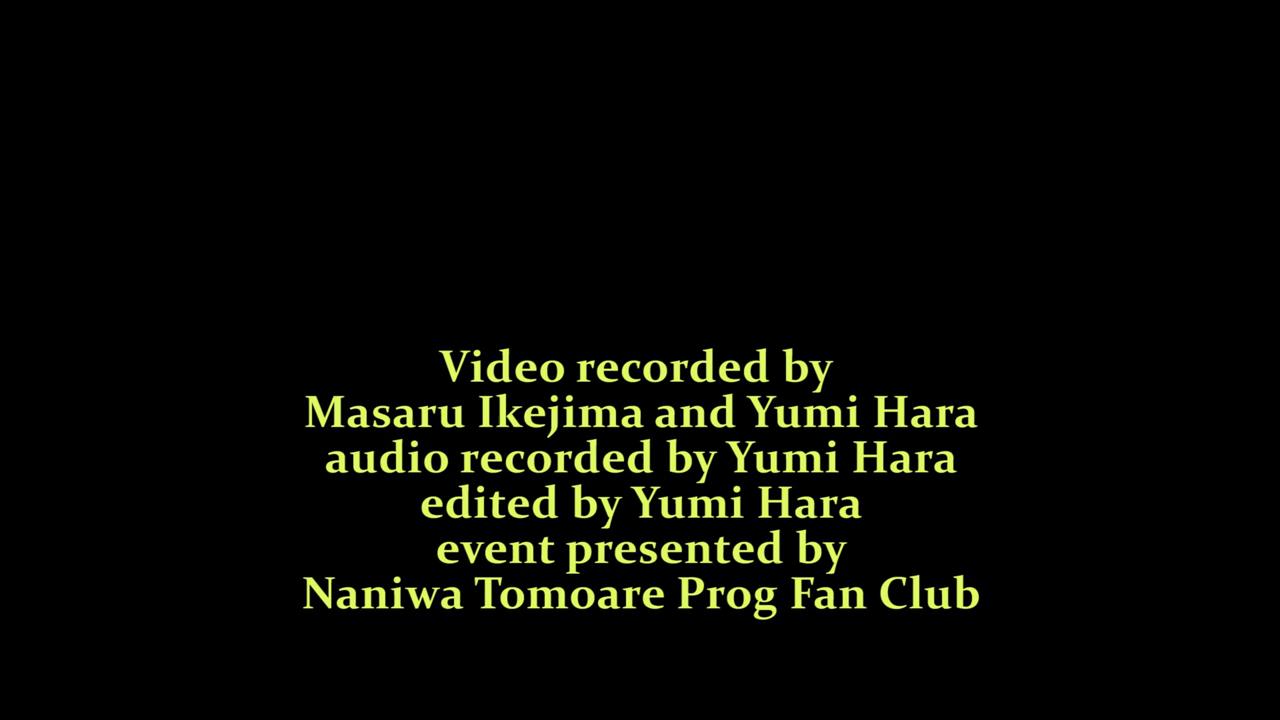 Video recorded by
Masaru Ikejima and Yumi Hara
audio recorded by Yumi Hara
edited by Yumi Hara
event presented by
Naniwa Tomoare Prog Fan Club